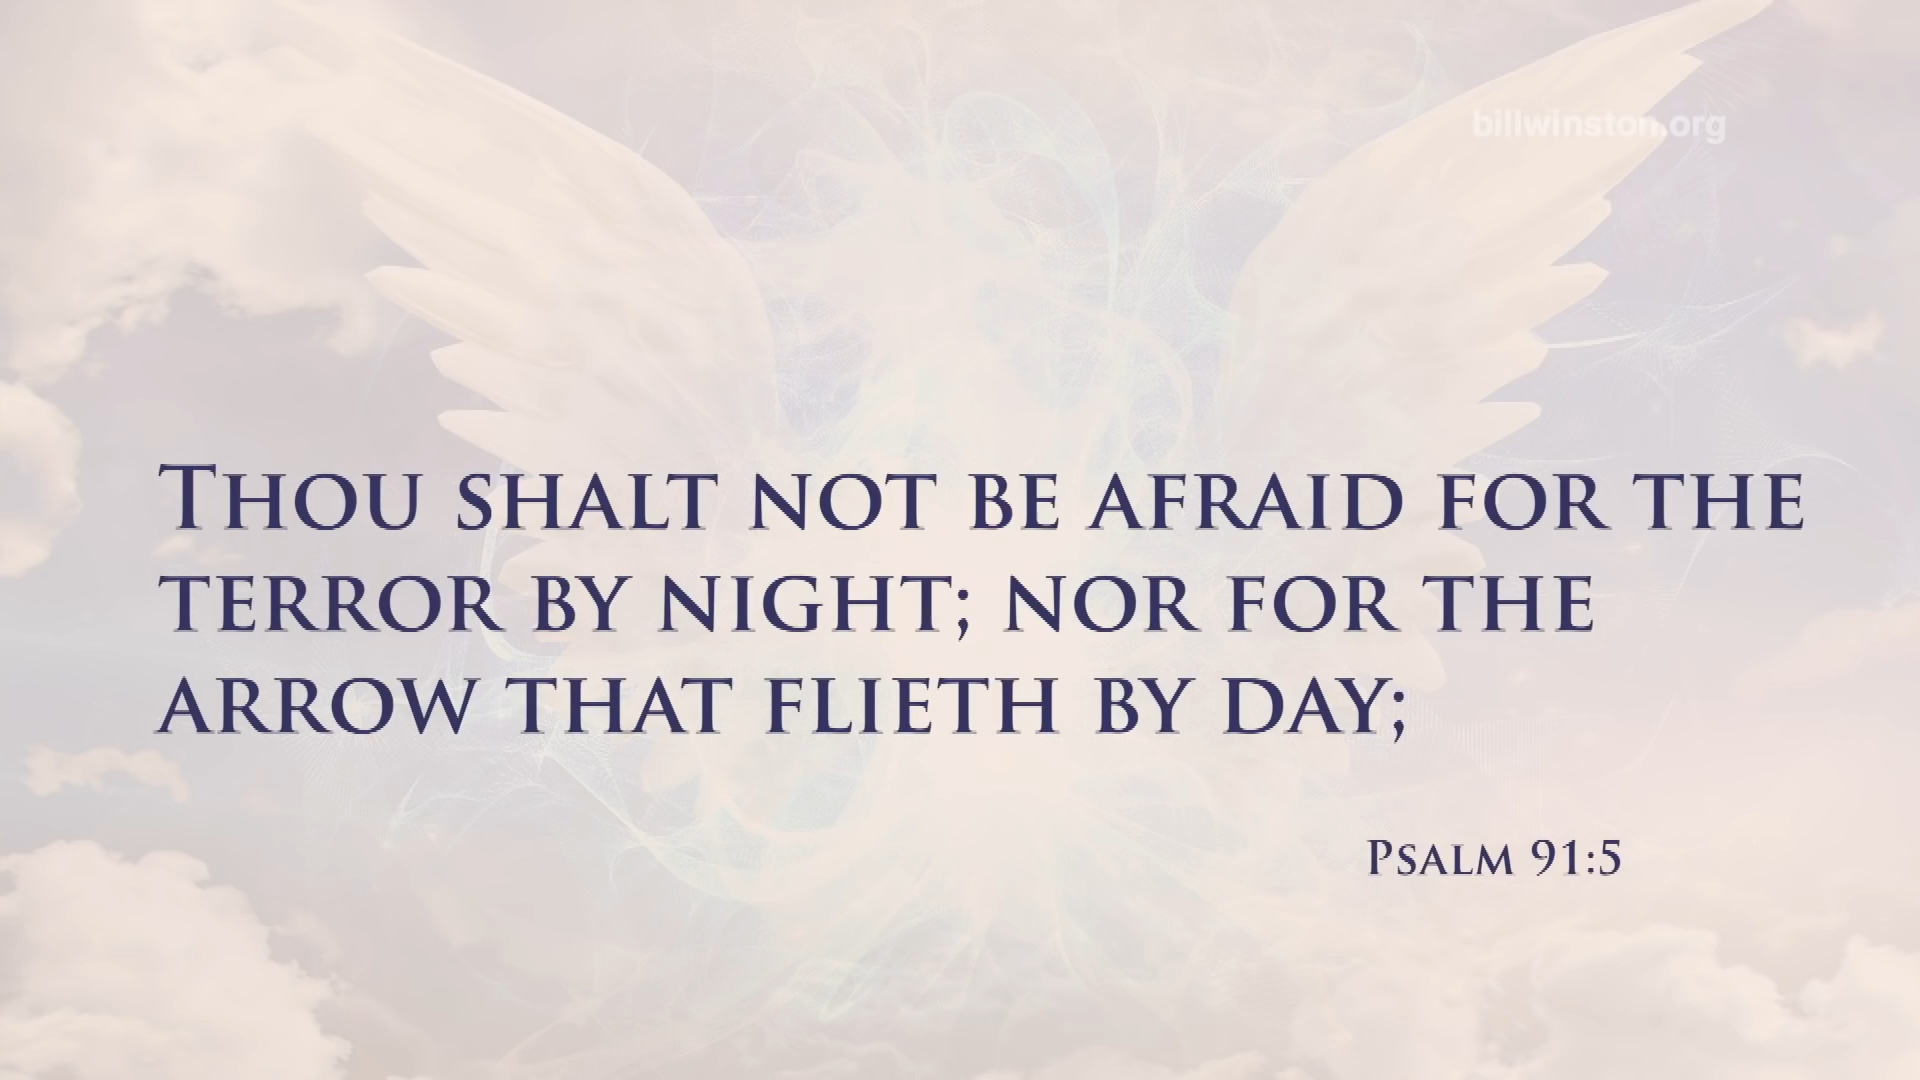 billwinston.org
Thou shalt not be afraid for the
terror by night; nor for the
arrow that flieth by day;
Psalm 91:5